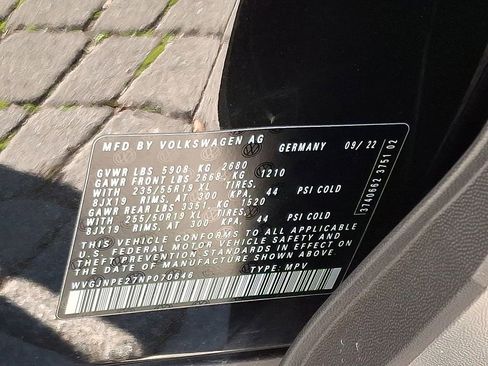 MFD BY VOLKSWAGEN AG
GERMANY 09/22
GVWR LBS 5908 KG 2680
GAWR FRONT LBS 2668 KG 1210
WITH 235/55R19 XL TIRES,
8JX19 RIMS, AT 300 KPA, 44 PSI COLD
GAWR REAR LBS 3351 KG 1520
WITH 255/50R19 XL TIRES,
8JX19 RIMS, AT 300 KPA, 44 PSI COLD
THIS VEHICLE CONFORMS TO ALL APPLICABLE
U.S. FEDERAL MOTOR VEHICLE SAFETY AND
THEFT PREVENTION STANDARDS IN EFFECT ON
THE DATE OF MANUFACTURE SHOWN ABOVE
WVGJNPE27NP070846 TYPE: MPV
3740662 3751 02